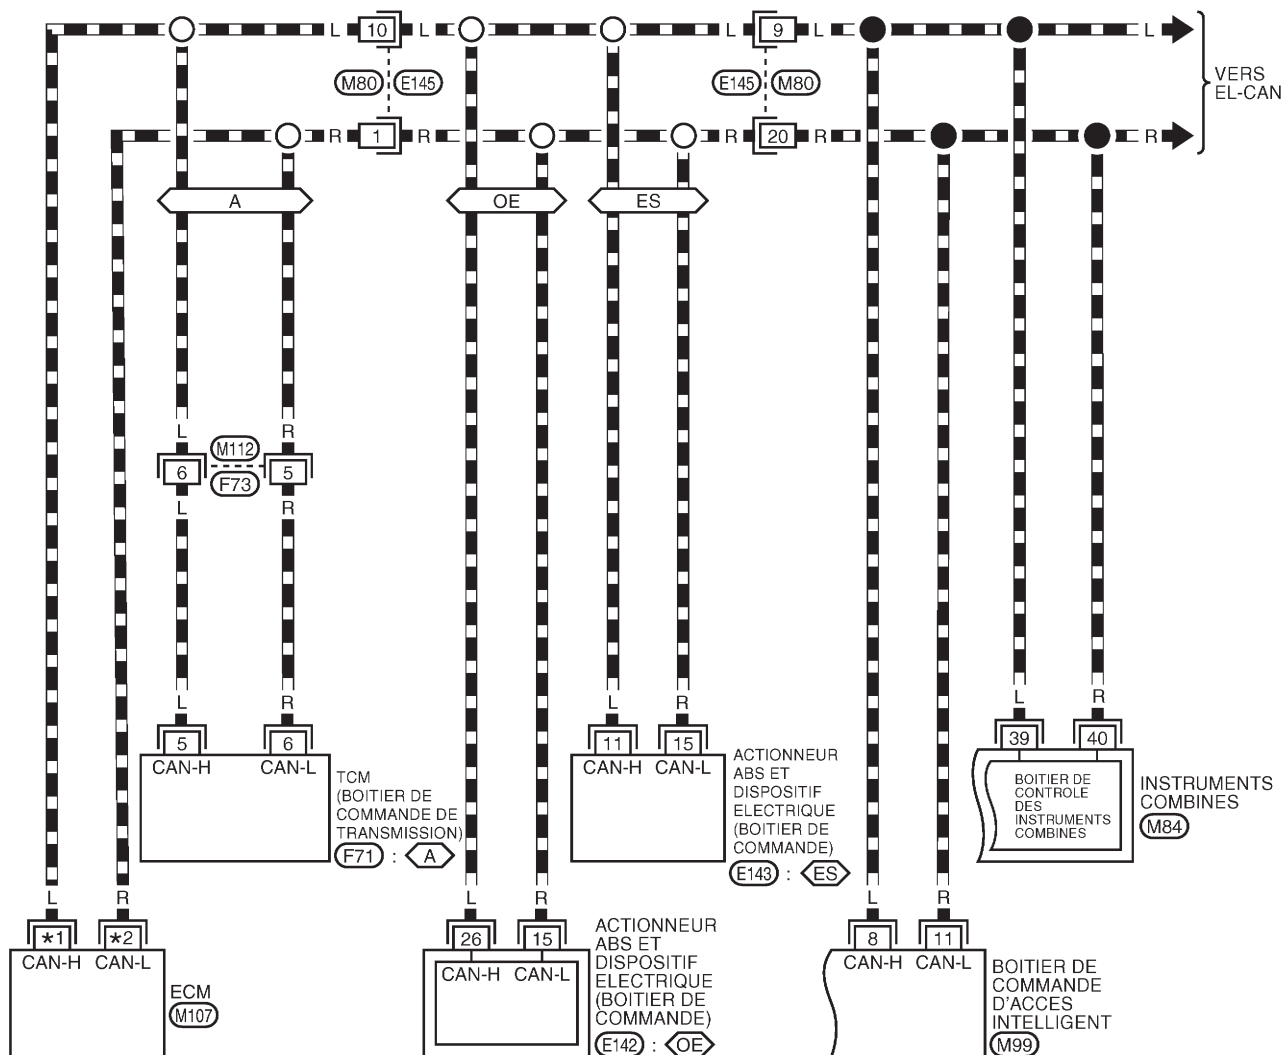 L 10 L L 9 L L
M80 E145 E145 M80
VERS
EL-CAN
R 1 R R 20 R R
A OE ES
L R
M112
6 5
F73
L R
L R
5 6
CAN-H CAN-L
TCM
(BOITIER DE
COMMANDE DE
TRANSMISSION)
F71 : A
L R
11 15
CAN-H CAN-L
ACTIONNEUR
ABS ET
DISPOSITIF
ELECTRIQUE
(BOITIER DE
COMMANDE)
E143 : ES
L R
39 40
BOITIER DE
CONTROLE
DES
INSTRUMENTS
COMBINES
INSTRUMENTS
COMBINES
M84
L R
*1 *2
CAN-H CAN-L
ECM
M107
L R
26 15
CAN-H CAN-L
ACTIONNEUR
ABS ET
DISPOSITIF
ELECTRIQUE
(BOITIER DE
COMMANDE)
E142 : OE
L R
8 11
CAN-H CAN-L
BOITIER DE
COMMANDE
D'ACCES
INTELLIGENT
M99